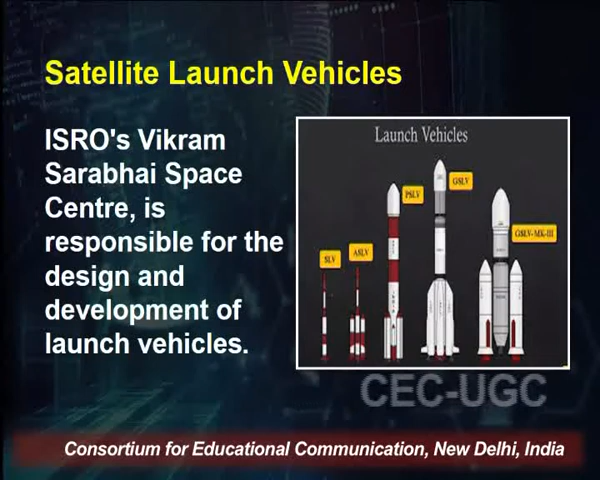 Satellite Launch Vehicles
ISRO's Vikram
Sarabhai Space
Centre, is
responsible for the
design and
development of
launch vehicles.
Launch Vehicles
SLV
ASLV
PSLV
GSLV
GSLV-MK-III
CEC-UGC
Consortium for Educational Communication, New Delhi, India